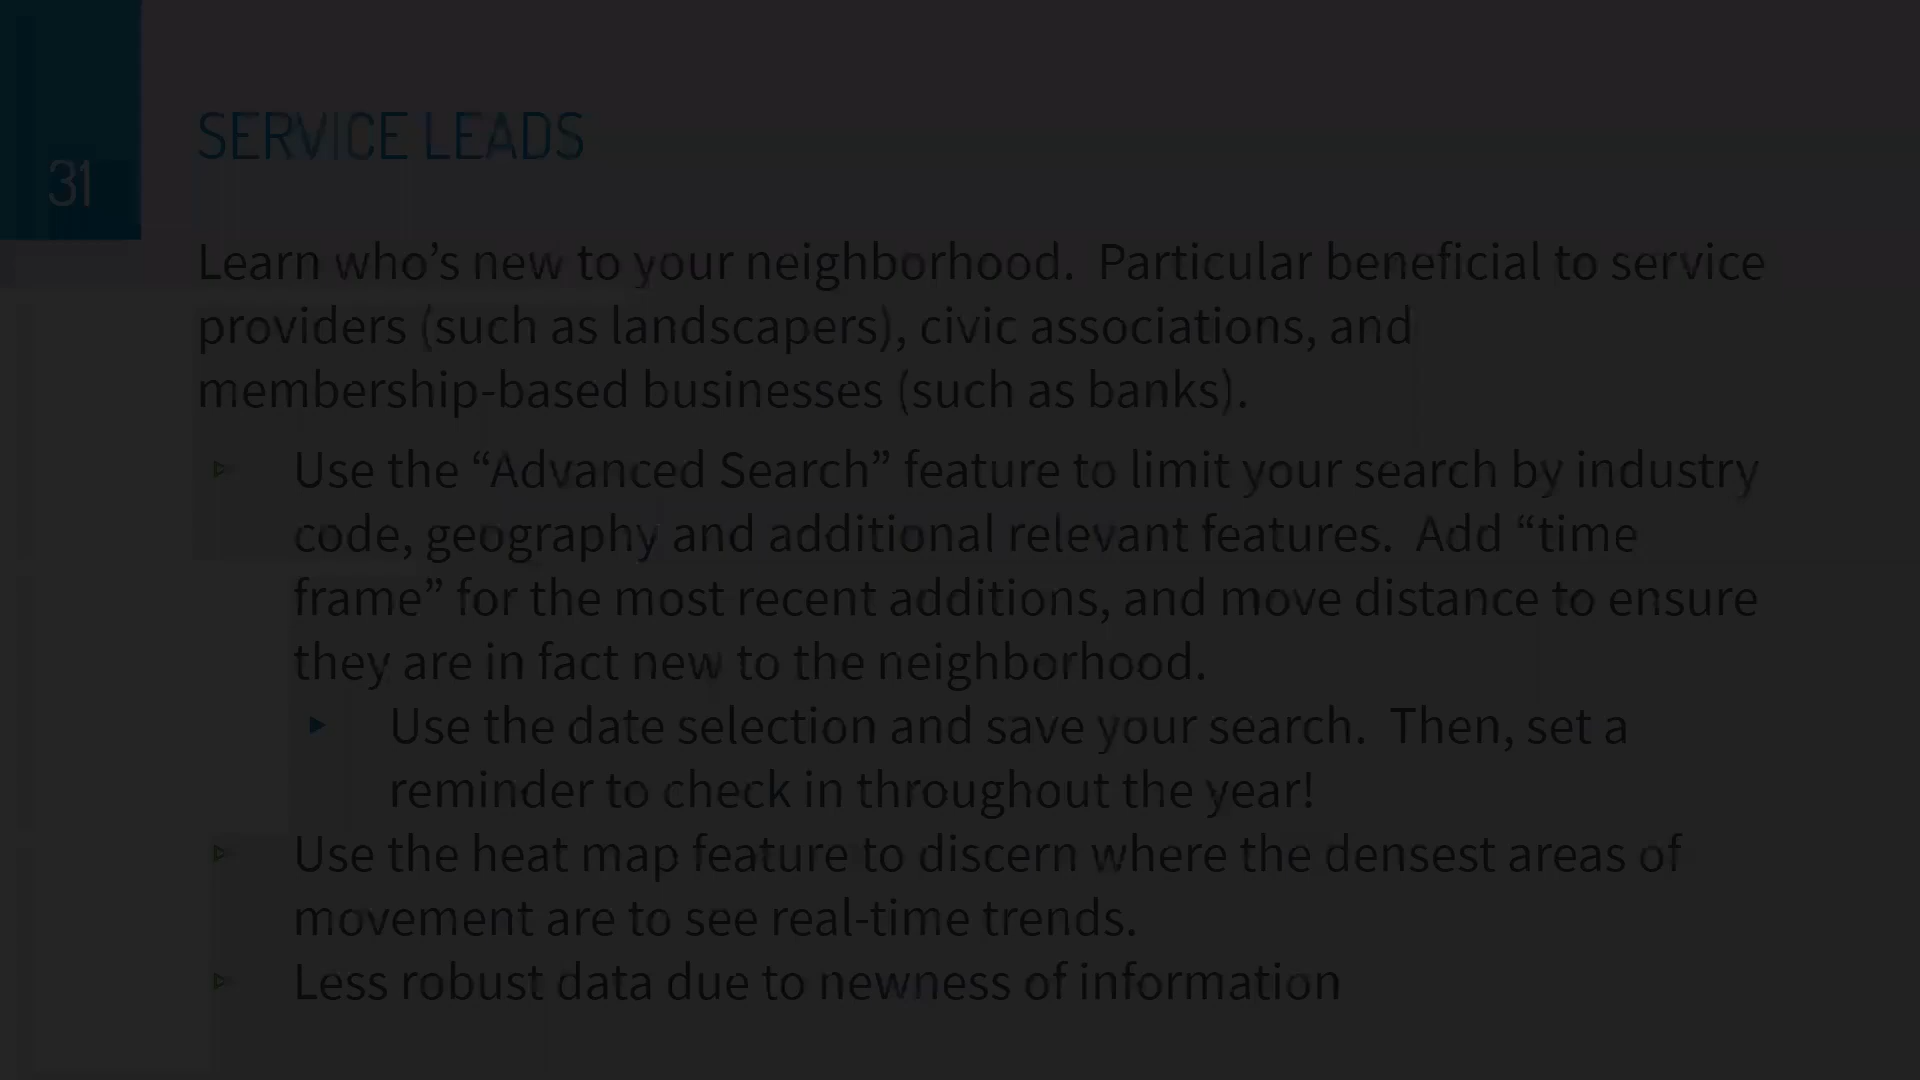 31
SERVICE LEADS
Learn who’s new to your neighborhood.  Particular beneficial to service
providers (such as landscapers), civic associations, and
membership-based businesses (such as banks).
Use the “Advanced Search” feature to limit your search by industry
code, geography and additional relevant features.  Add “time
frame” for the most recent additions, and move distance to ensure
they are in fact new to the neighborhood.
Use the date selection and save your search.  Then, set a
reminder to check in throughout the year!
Use the heat map feature to discern where the densest areas of
movement are to see real-time trends.
Less robust data due to newness of information